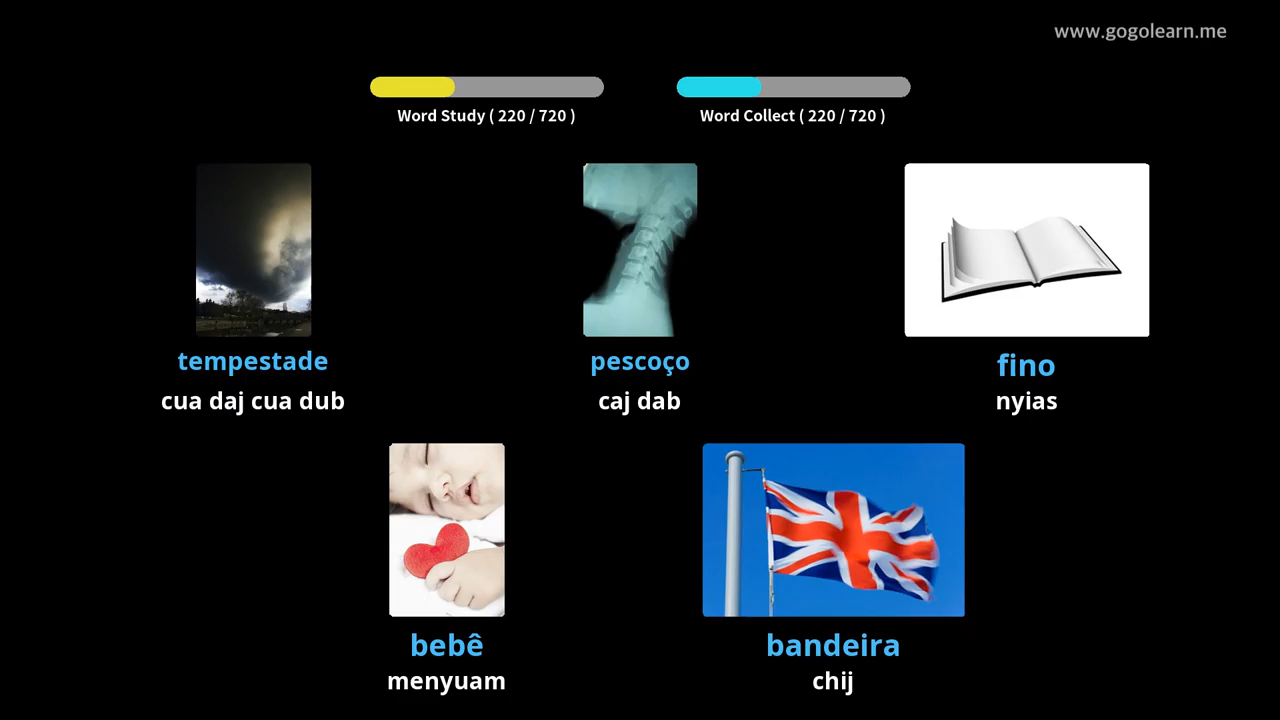 www.gogolearn.me
Word Study ( 220 / 720 )
Word Collect ( 220 / 720 )
tempestade
cua daj cua dub
pescoço
caj dab
fino
nyias
bebê
menyuam
bandeira
chij